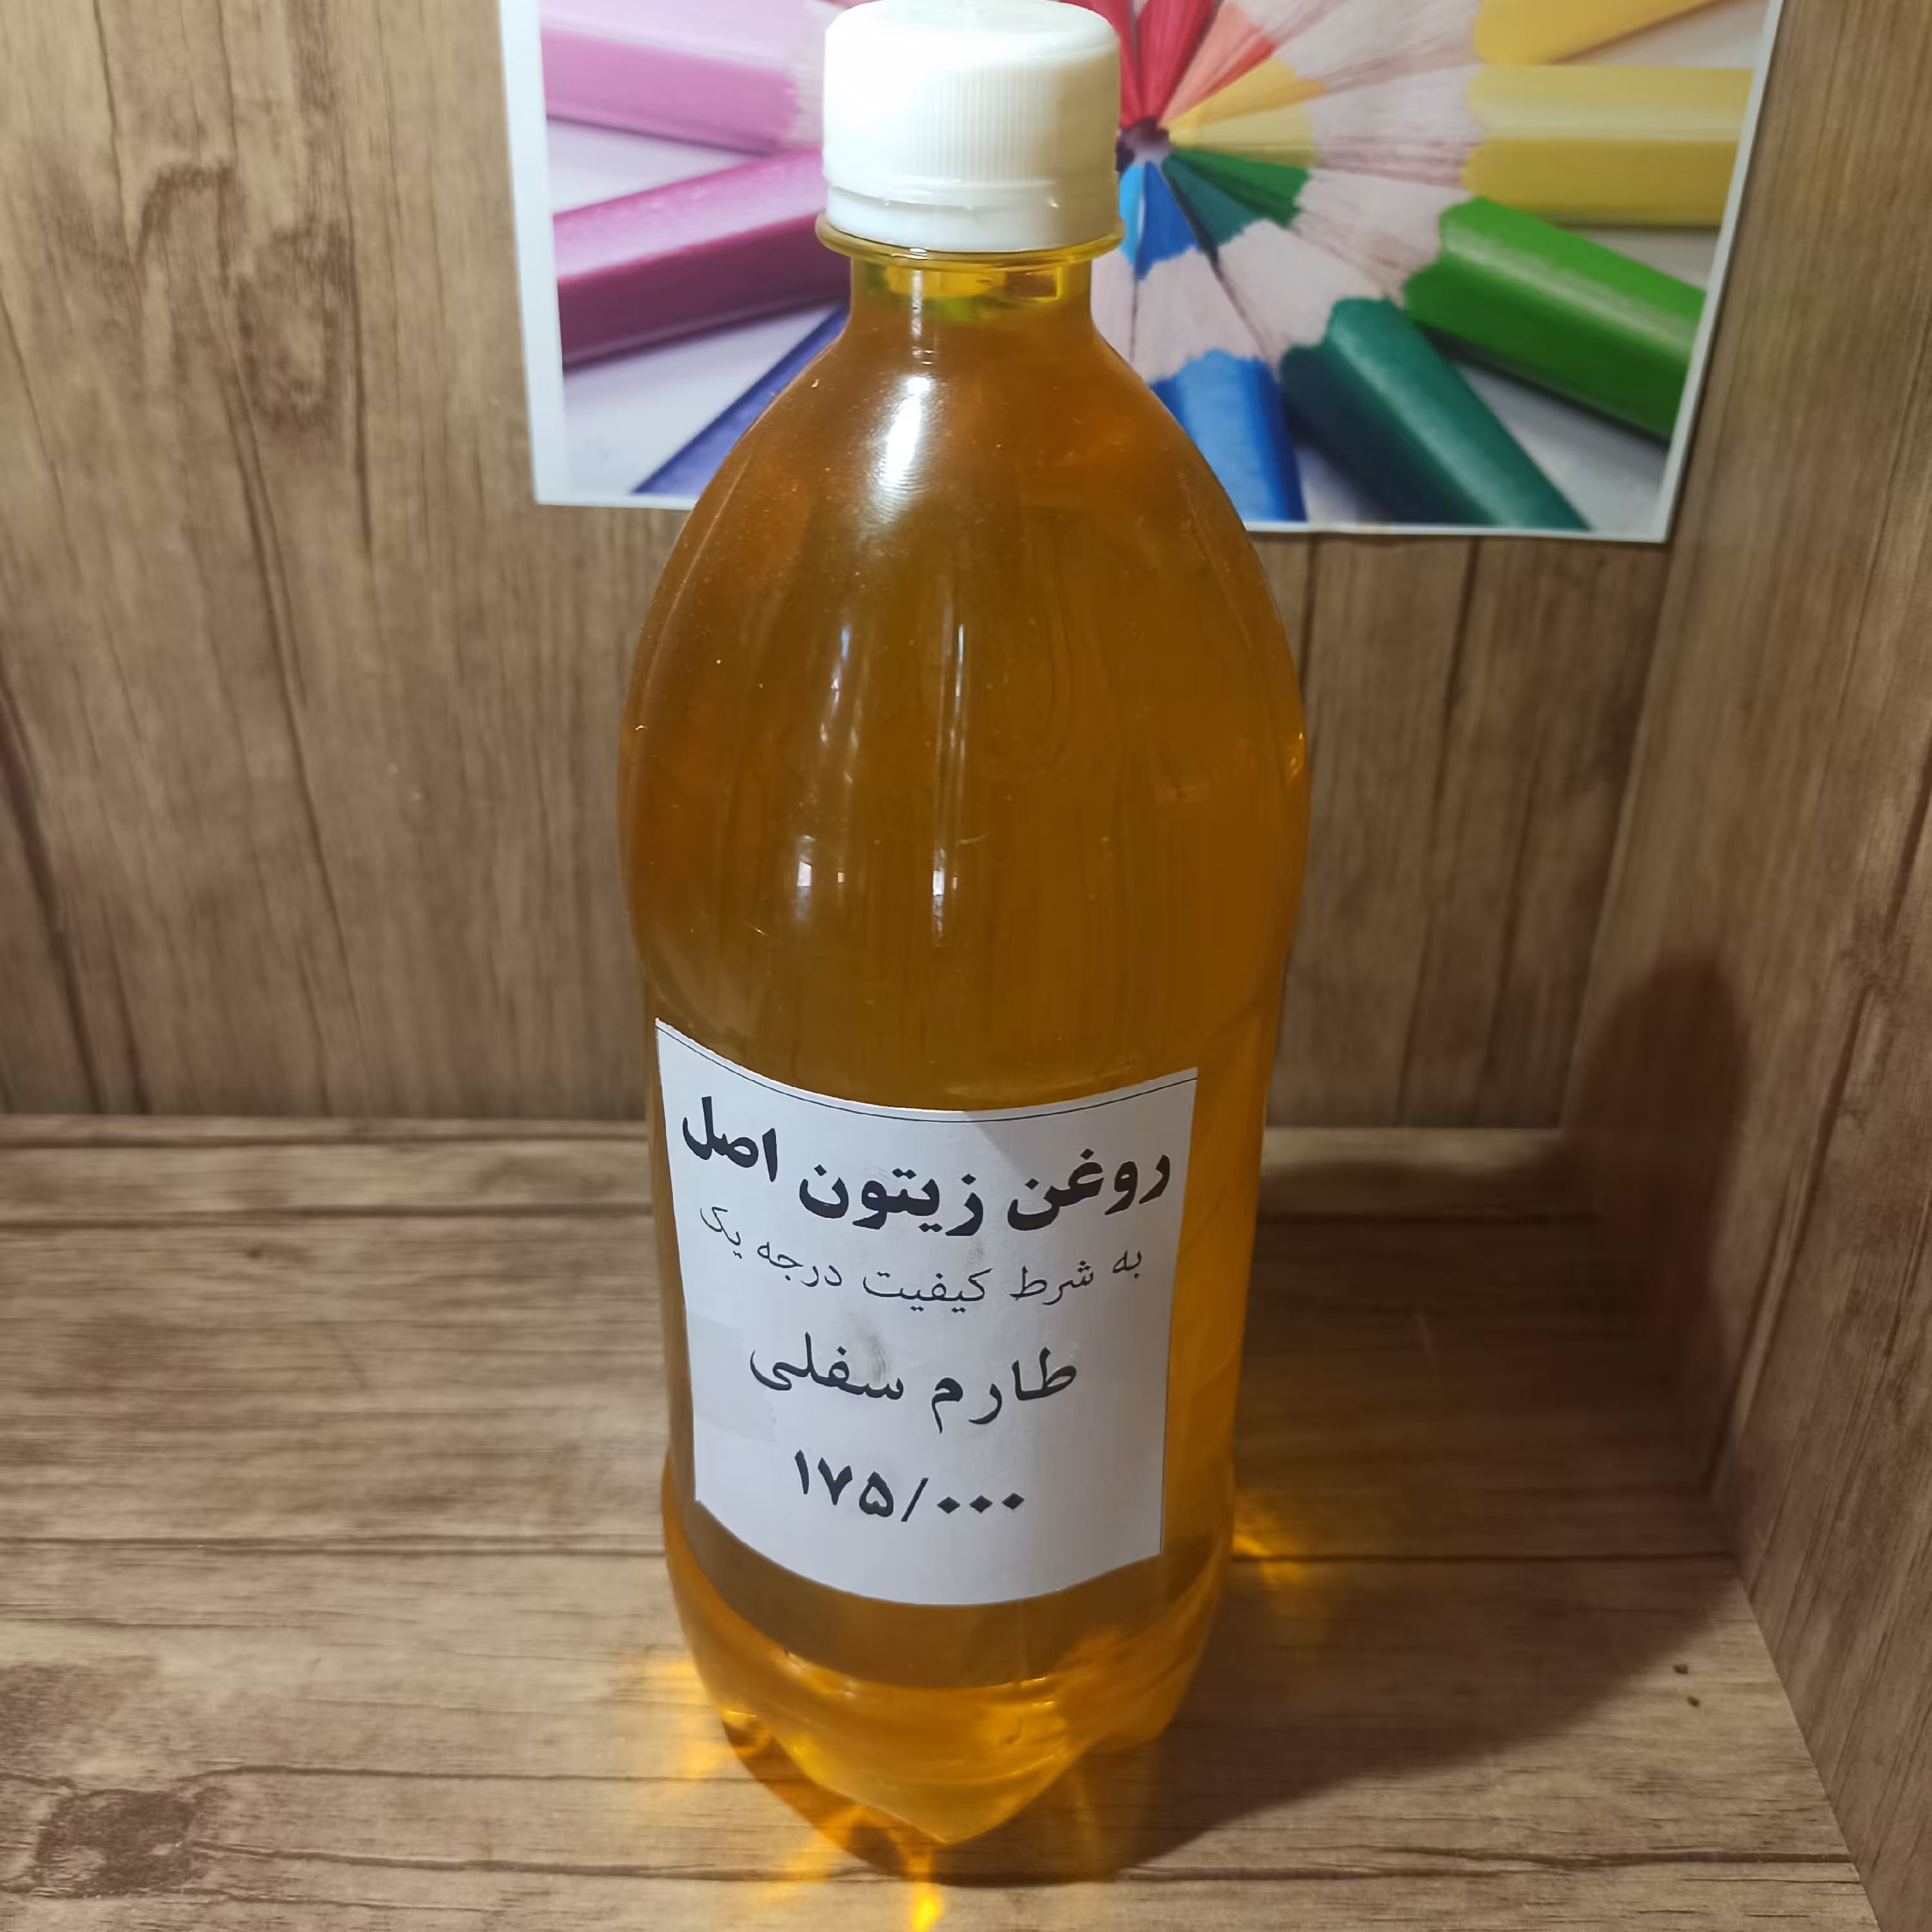 روغن زیتون اصل
به شرط کیفیت درجه یک
طارم سفلی
۱۷۵/۰۰۰